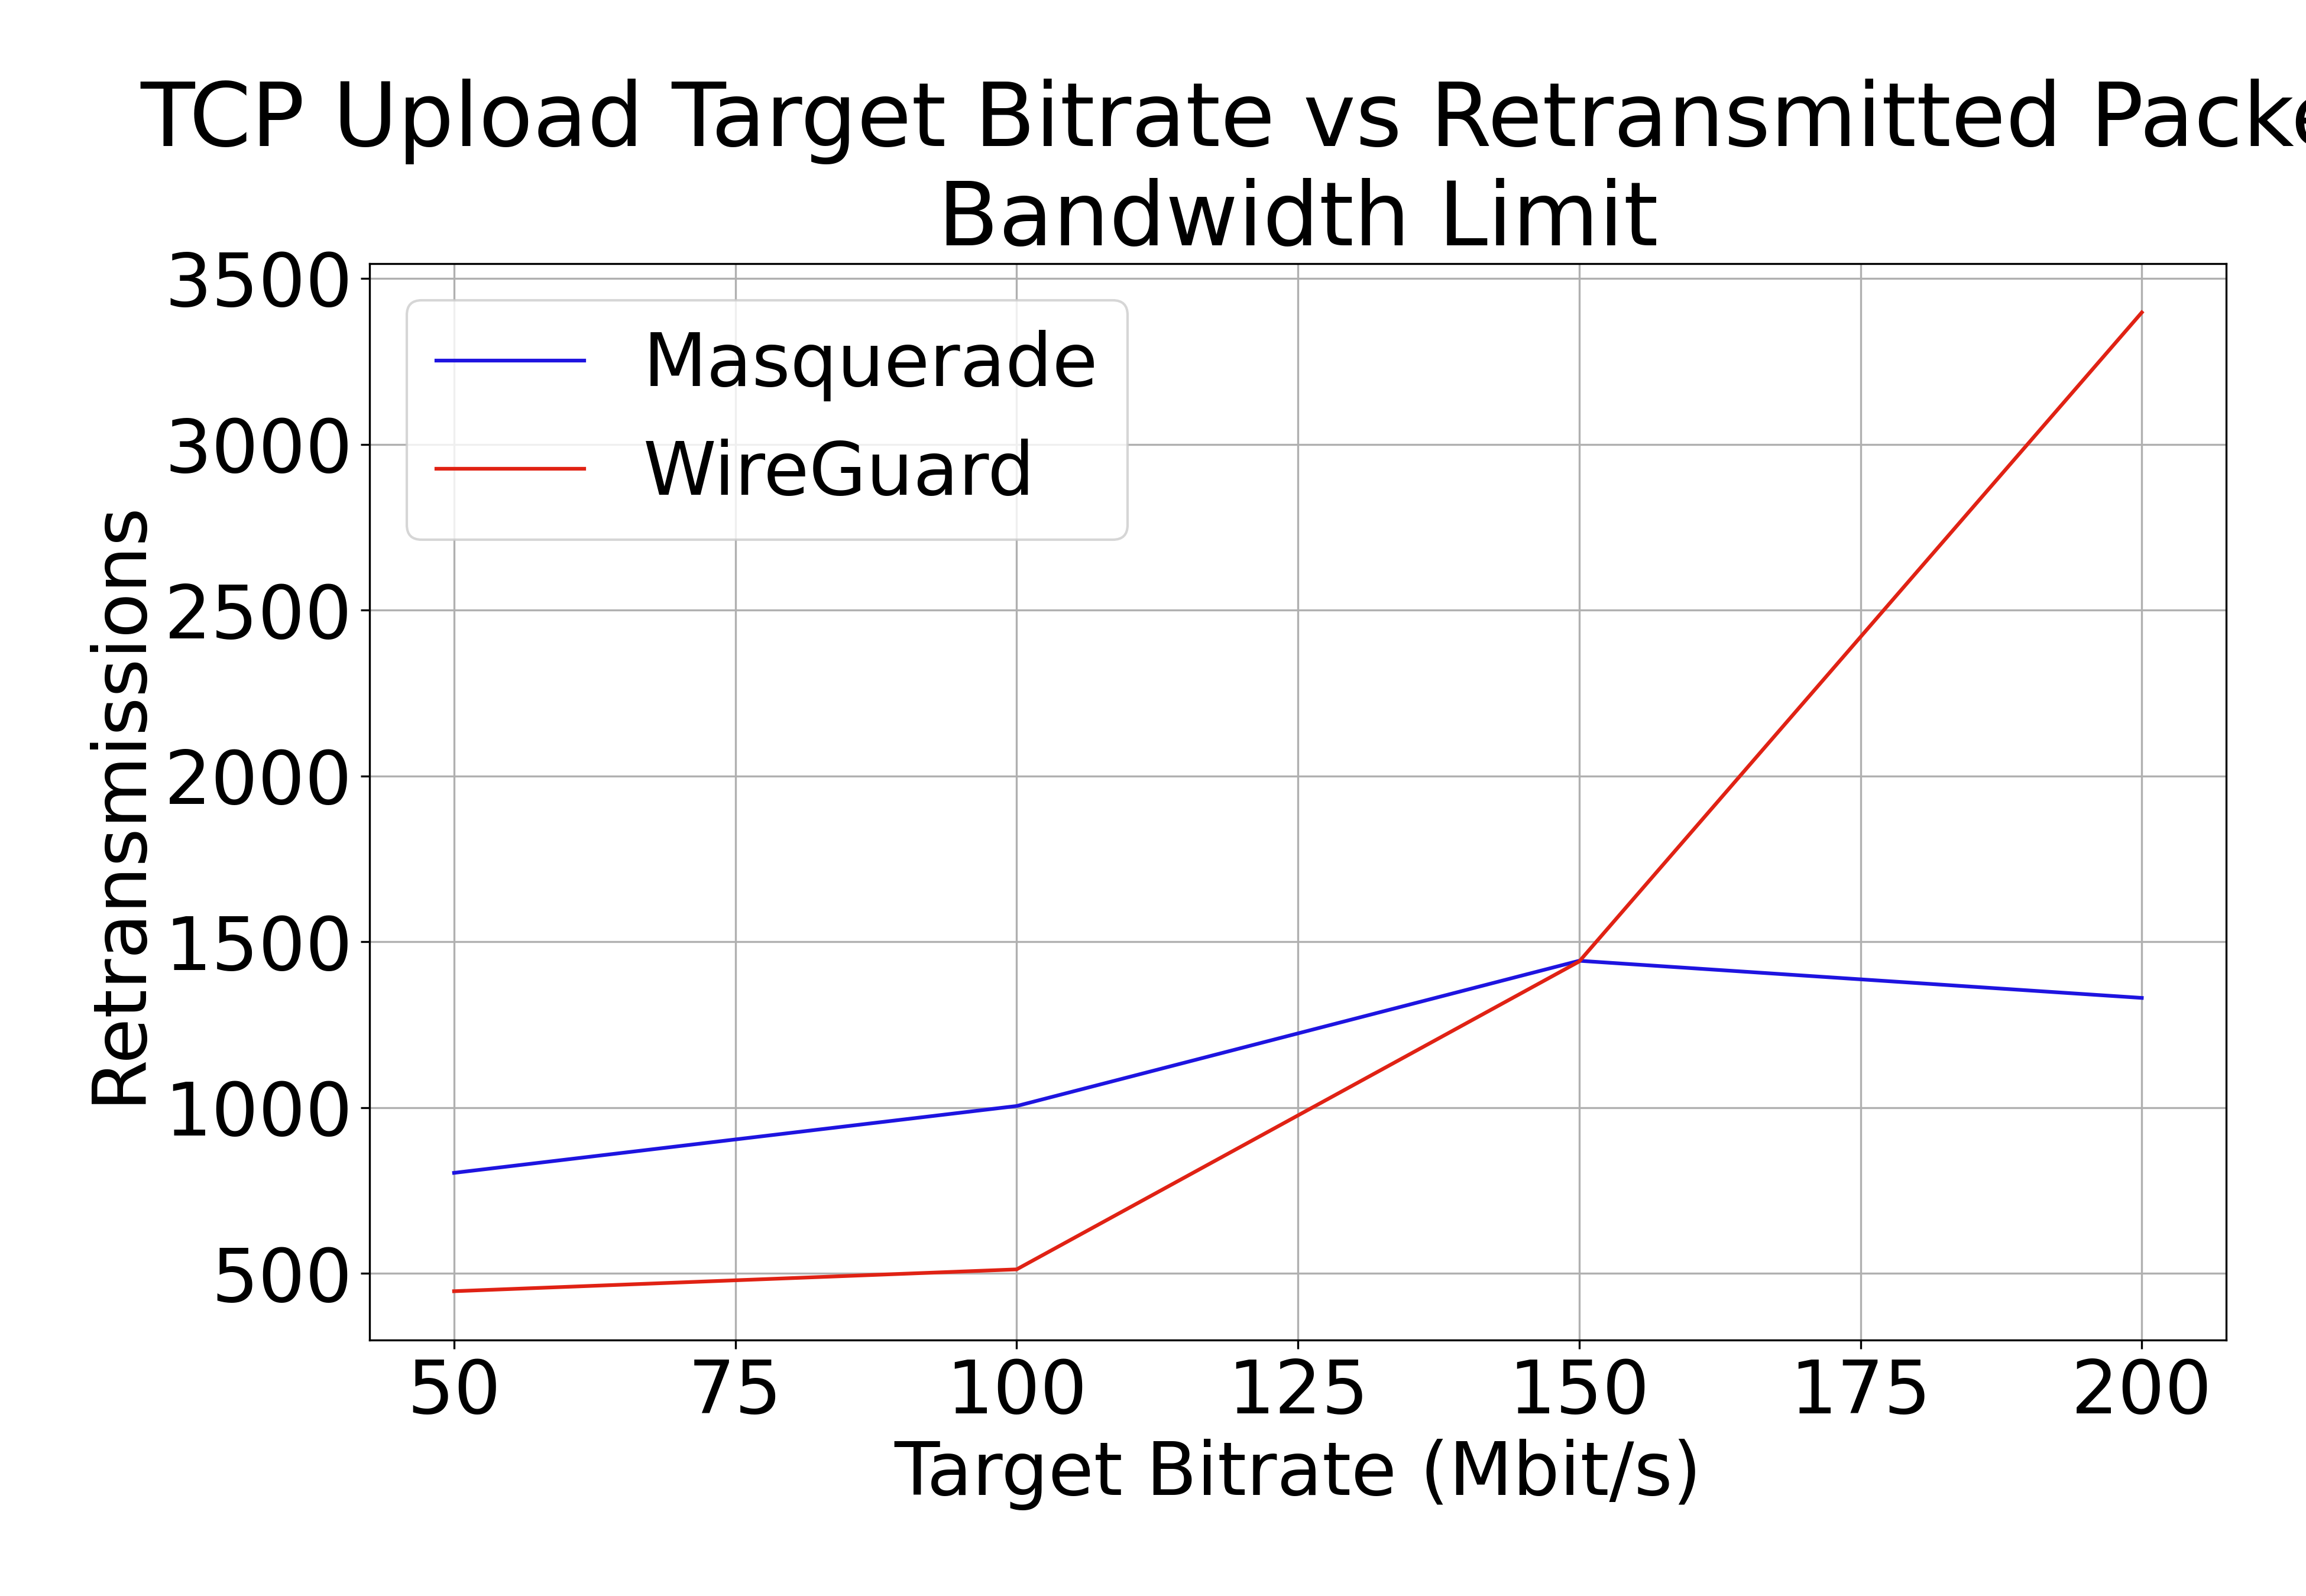 TCP Upload Target Bitrate vs Retransmitted
Bandwidth Limit
3500
3000
2500
2000
1500
1000
500
Retransmissions
Masquerade
WireGuard
50 75 100 125 150 175 200
Target Bitrate (Mbit/s)